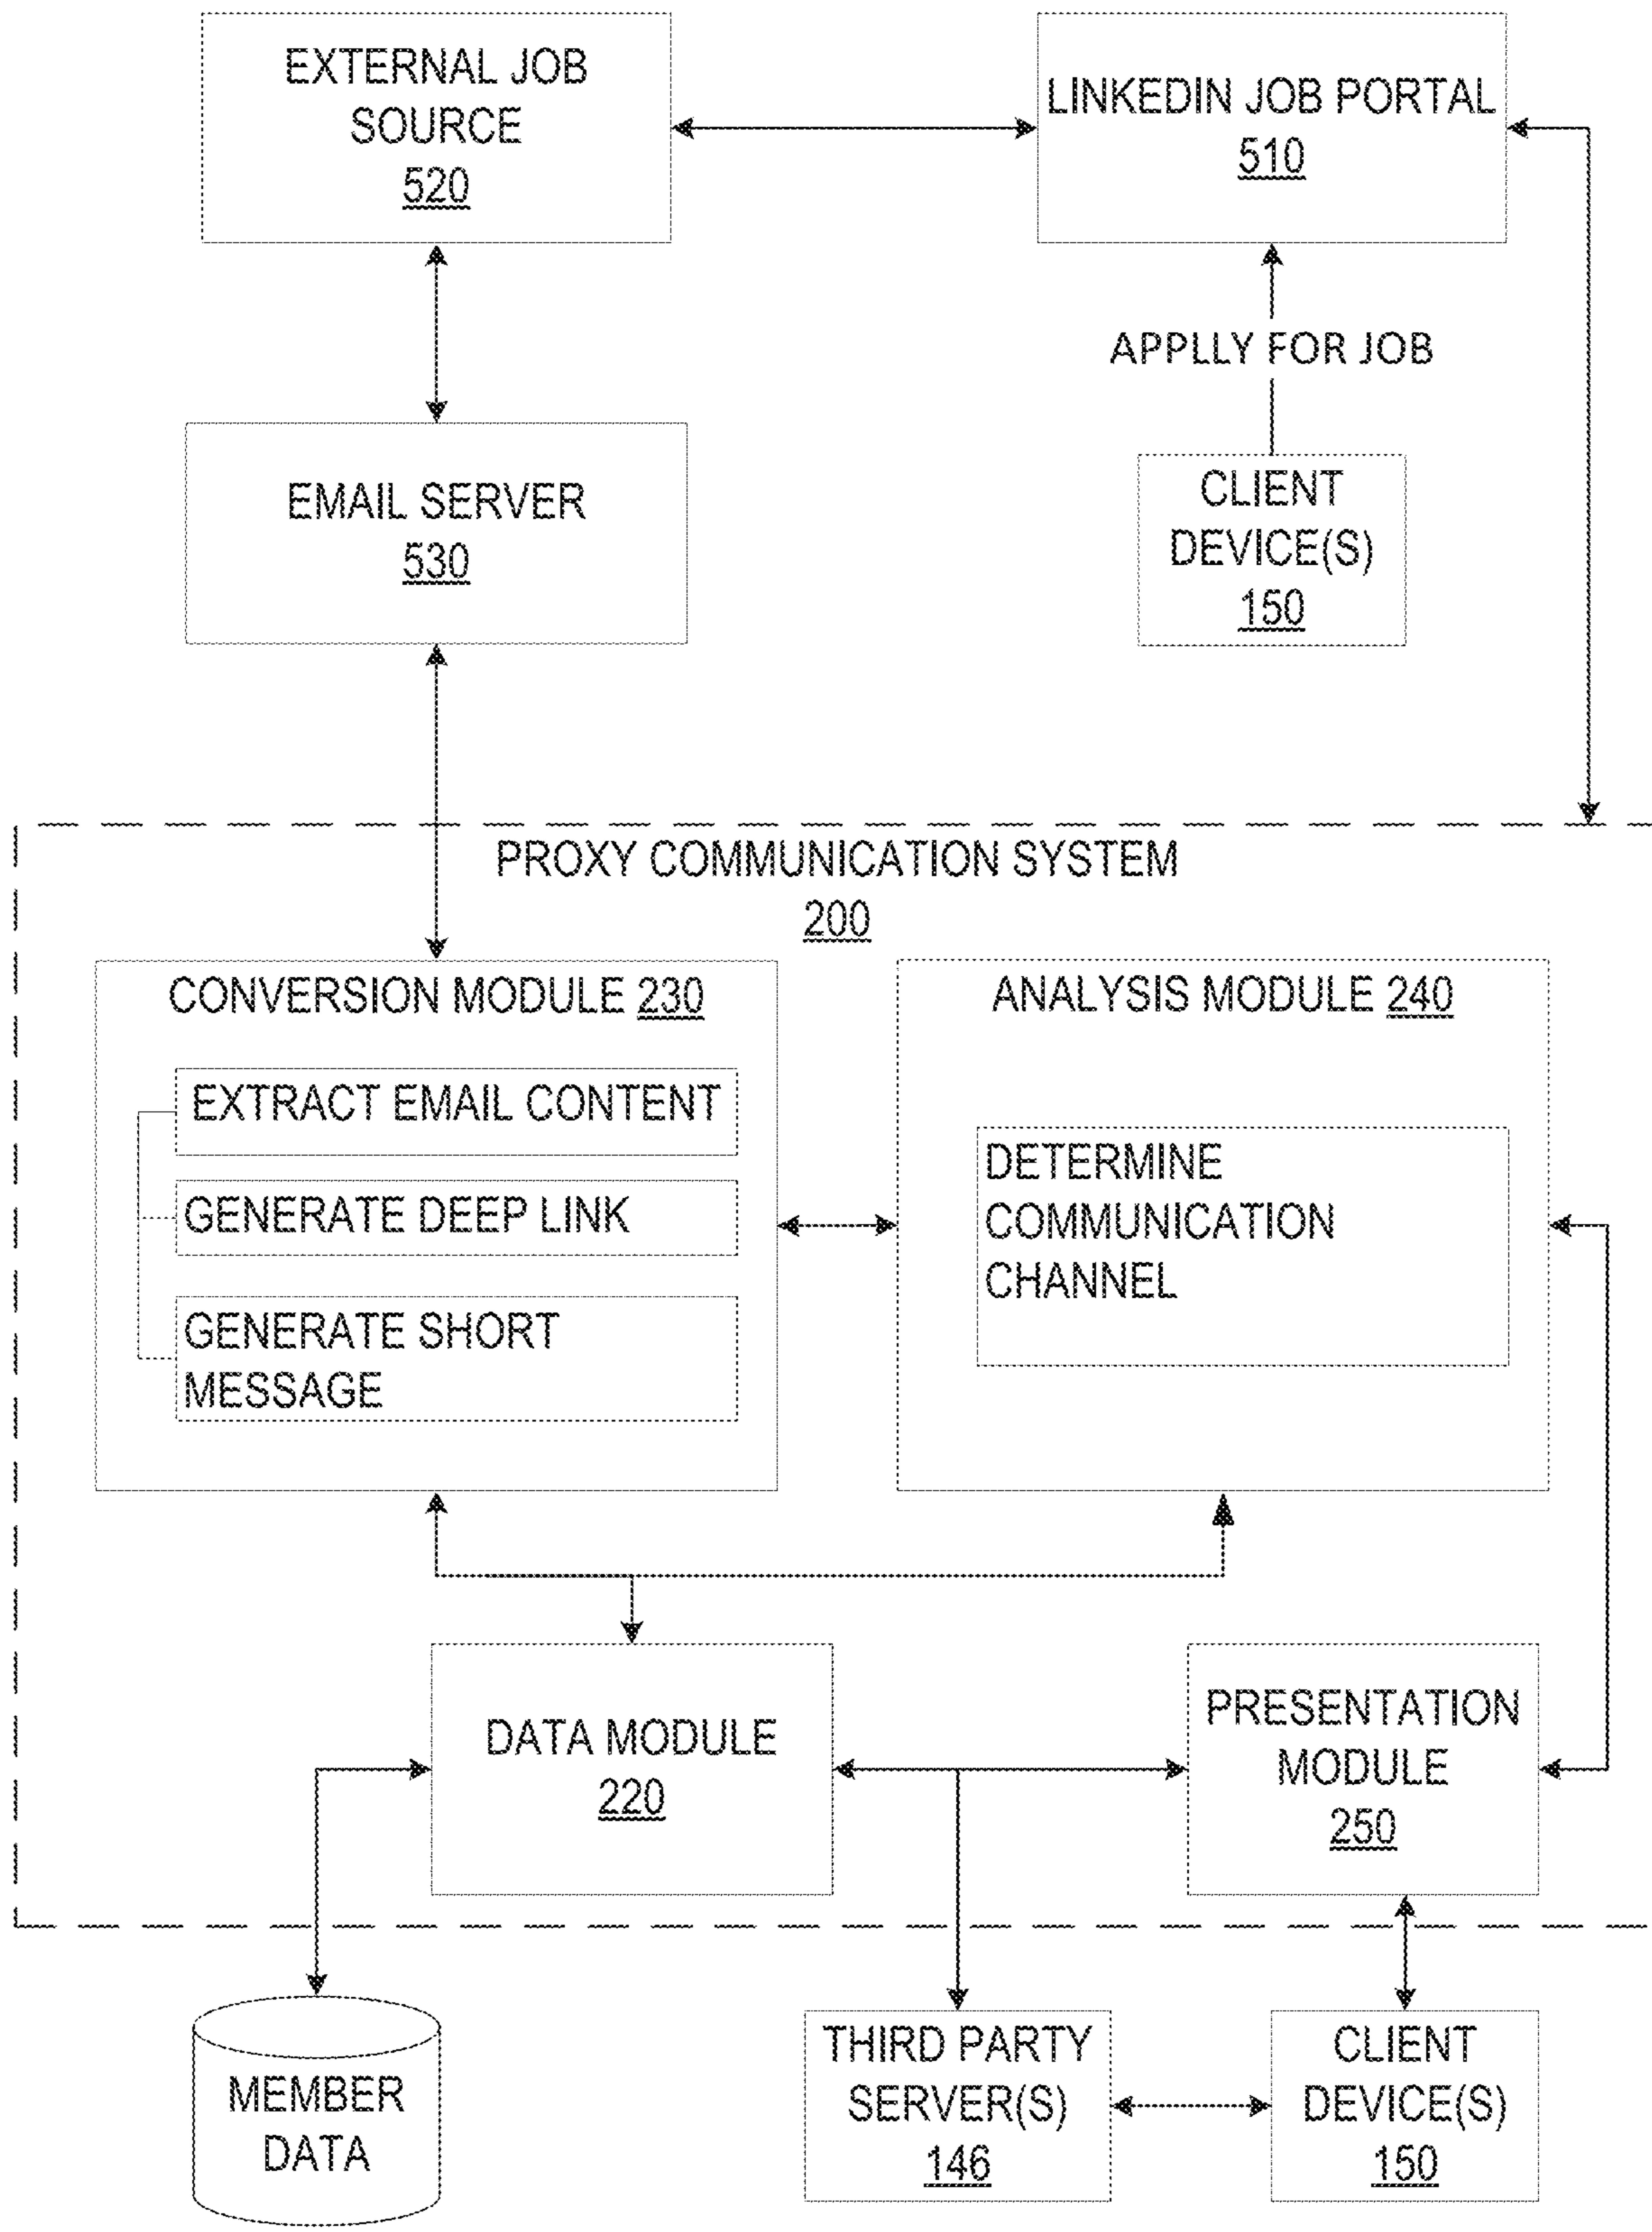 EXTERNAL JOB
SOURCE
520
LINKEDIN JOB PORTAL
510
APPLLY FOR JOB
EMAIL SERVER
530
CLIENT
DEVICE(S)
150
PROXY COMMUNICATION SYSTEM
200
CONVERSION MODULE 230
EXTRACT EMAIL CONTENT
GENERATE DEEP LINK
GENERATE SHORT
MESSAGE
ANALYSIS MODULE 240
DETERMINE
COMMUNICATION
CHANNEL
DATA MODULE
220
PRESENTATION
MODULE
250
MEMBER
DATA
THIRD PARTY
SERVER(S)
146
CLIENT
DEVICE(S)
150